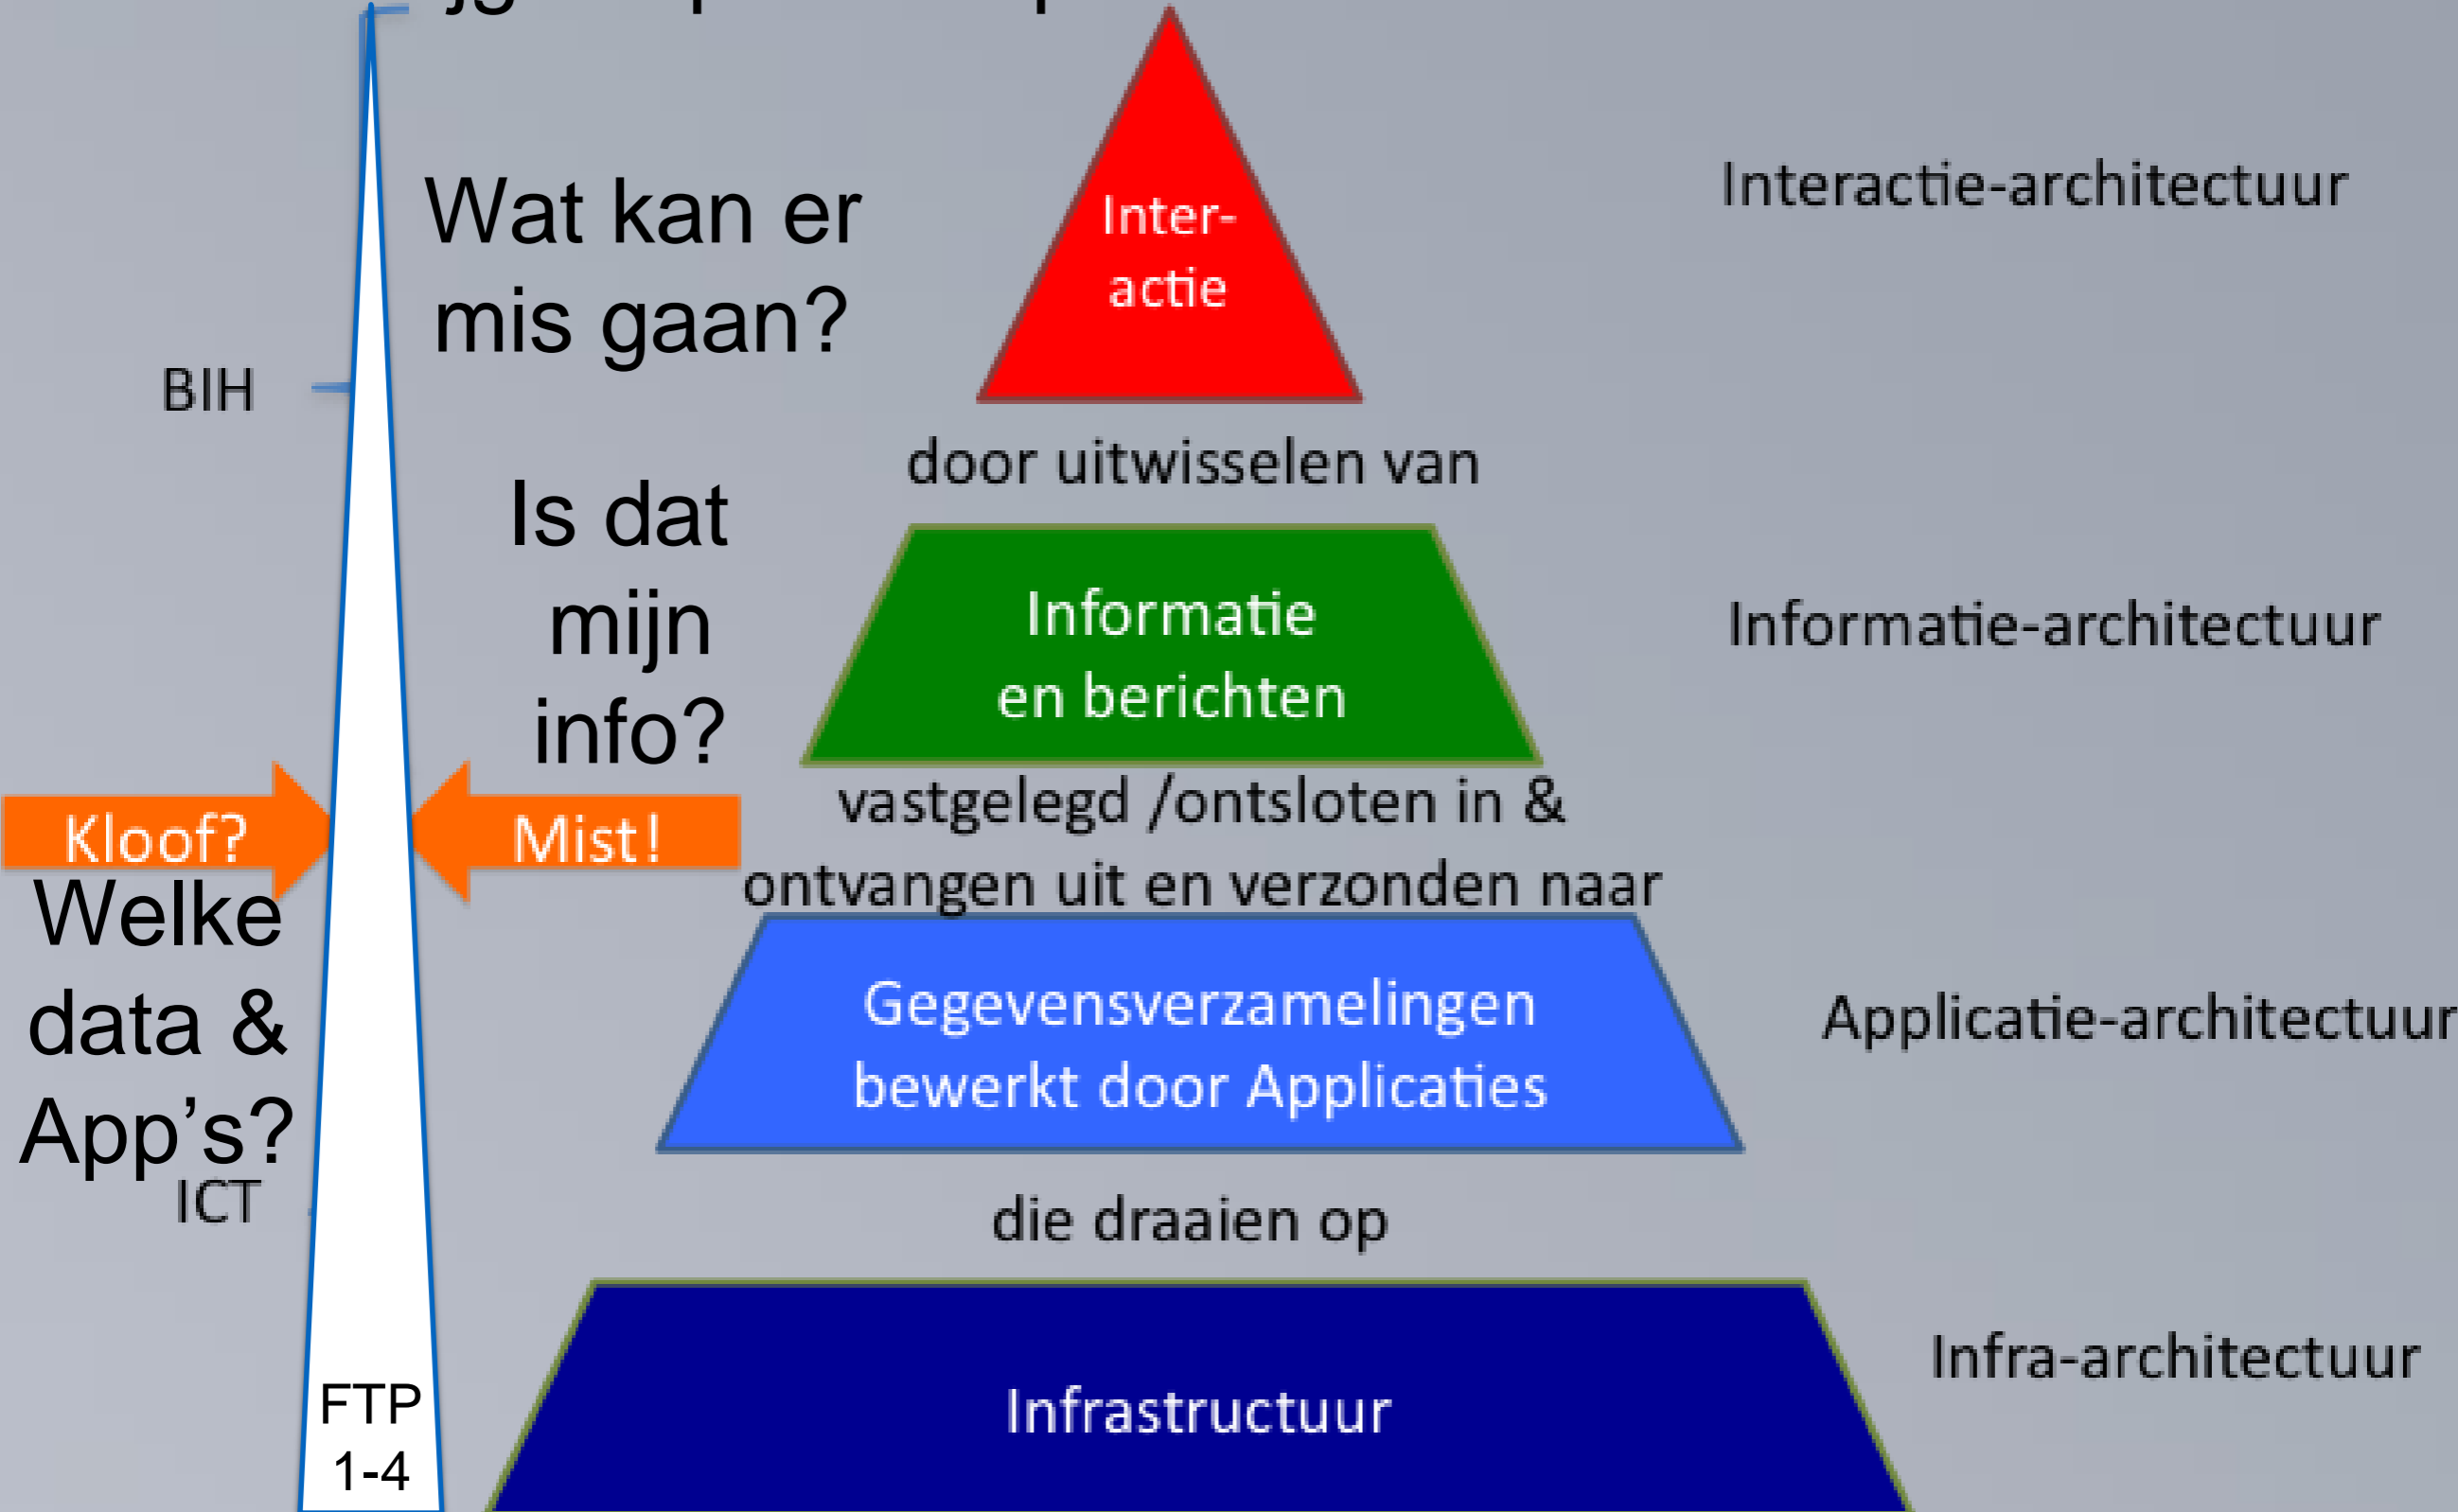 Wat kan er
mis gaan?
BIH
Is dat
mijn
info?
Kloof?
Mist!
Welke
data &
App's?
ICT
FTP
1-4
Inter-
actie
door uitwisselen van
Informatie
en berichten
vastgelegd /ontsloten in &
ontvangen uit en verzonden naar
Gegevensverzamelingen
bewerkt door Applicaties
die draaien op
Infrastructuur
Interactie-architectuur
Informatie-architectuur
Applicatie-architectuur
Infra-architectuur